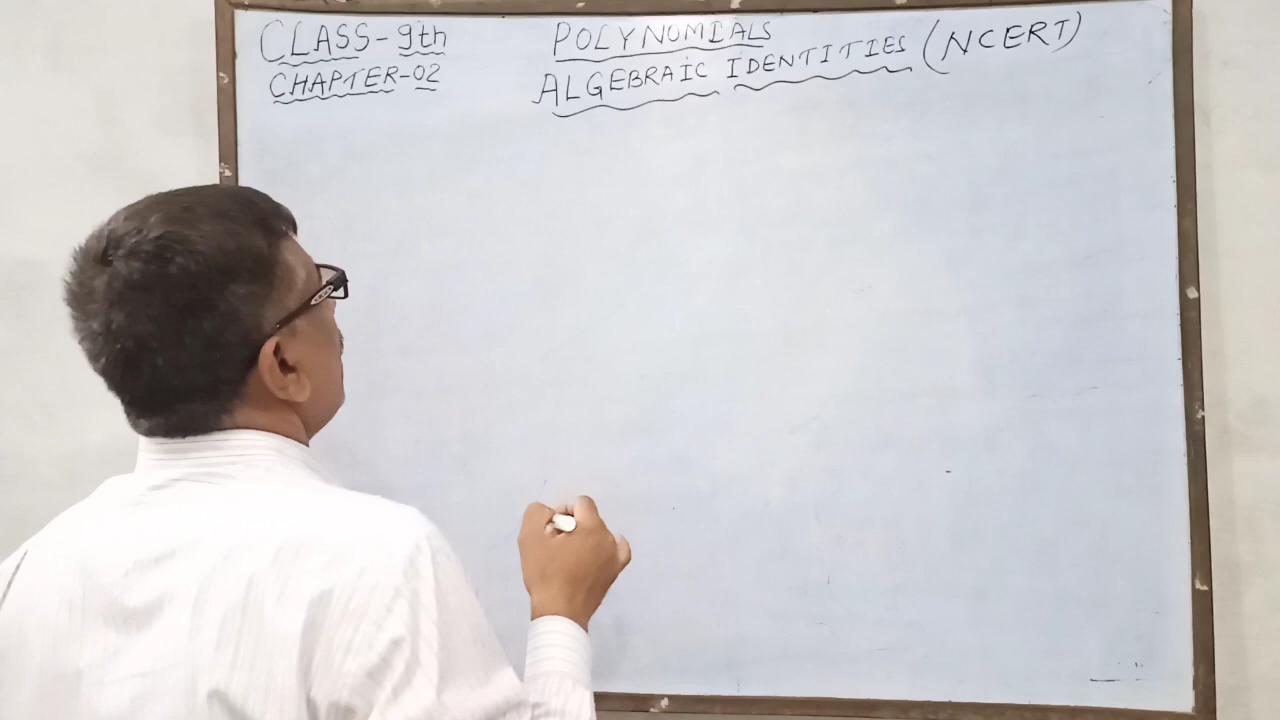 CLASS-9th
CHAPTER-02
POLYNOMIALS
ALGEBRAIC IDENTITIES (NCERT)